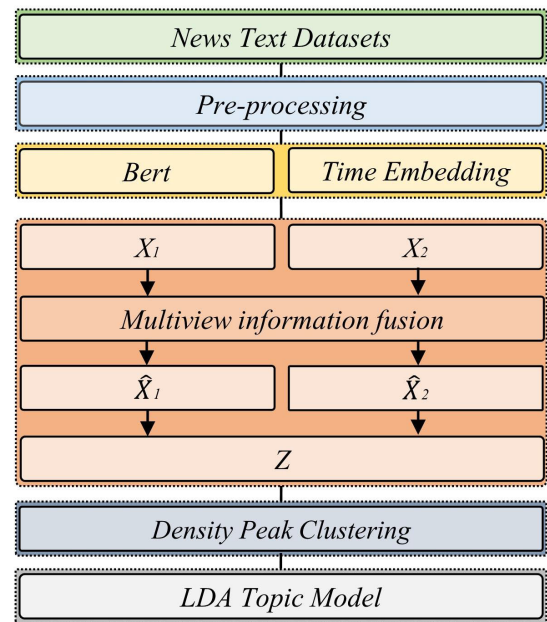 News Text Datasets
Pre-processing
Bert
Time Embedding
X₁
X₂
Multiview information fusion
X̂₁
X̂₂
Z
Density Peak Clustering
LDA Topic Model